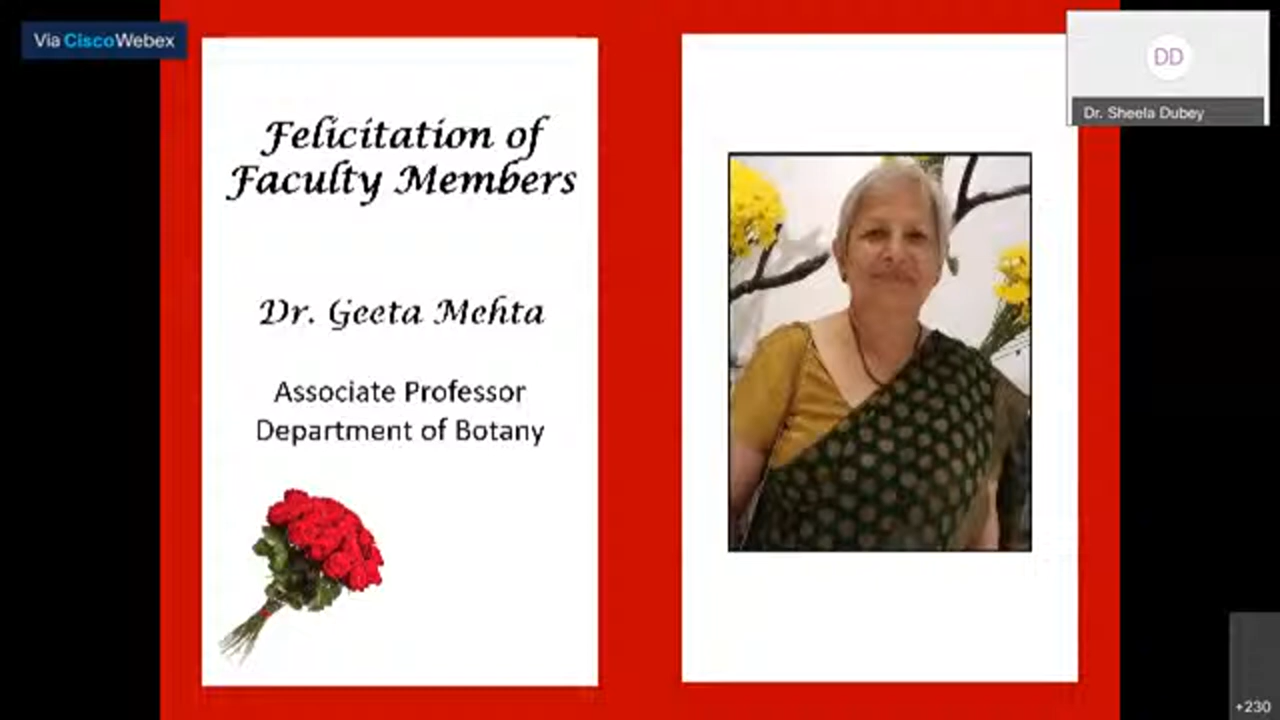 Via CiscoWebex
Felicitation of
Faculty Members
Dr. Geeta Mehta
Associate Professor
Department of Botany
DD
Dr. Sheela Dubey
+230